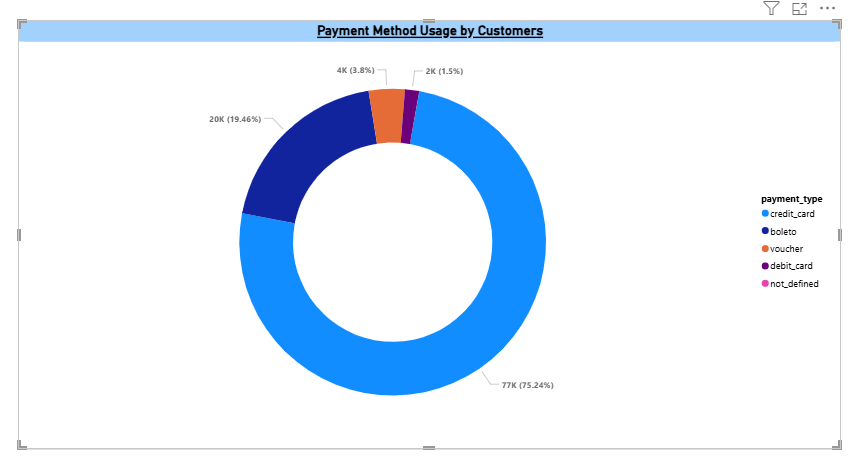 Payment Method Usage by Customers
4K (3.8%)
2K (1.5%)
20K (19.46%)
77K (75.24%)
payment_type
credit_card
boleto
voucher
debit_card
not_defined